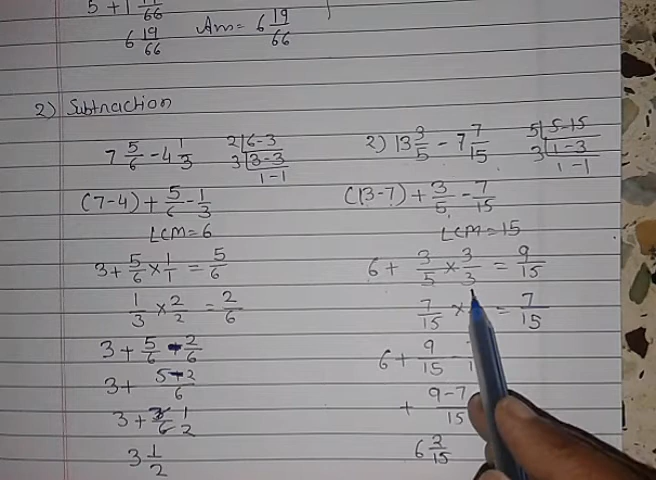 5 + 1 /66
6 19/66 Ans = 6 19/66
2) Subtraction
7 5/6 - 4 1/3
2|6-3
3|3-3
1-1
(7-4) + 5/6 - 1/3
LCM = 6
3 + 5/6 × 1/1 = 5/6
1/3 × 2/2 = 2/6
3 + 5/6 - 2/6
3 + 5-2/6
3 + 3/6 1/2
3 1/2
2) 13 3/5 - 7 7/15
5|5-15
3|1-3
1-1
(13-7) + 3/5 - 7/15
LCM = 15
6 + 3/5 × 3/3 = 9/15
7/15 × = 7/15
6 + 9/15 -
+ 9-7/15
6 2/15